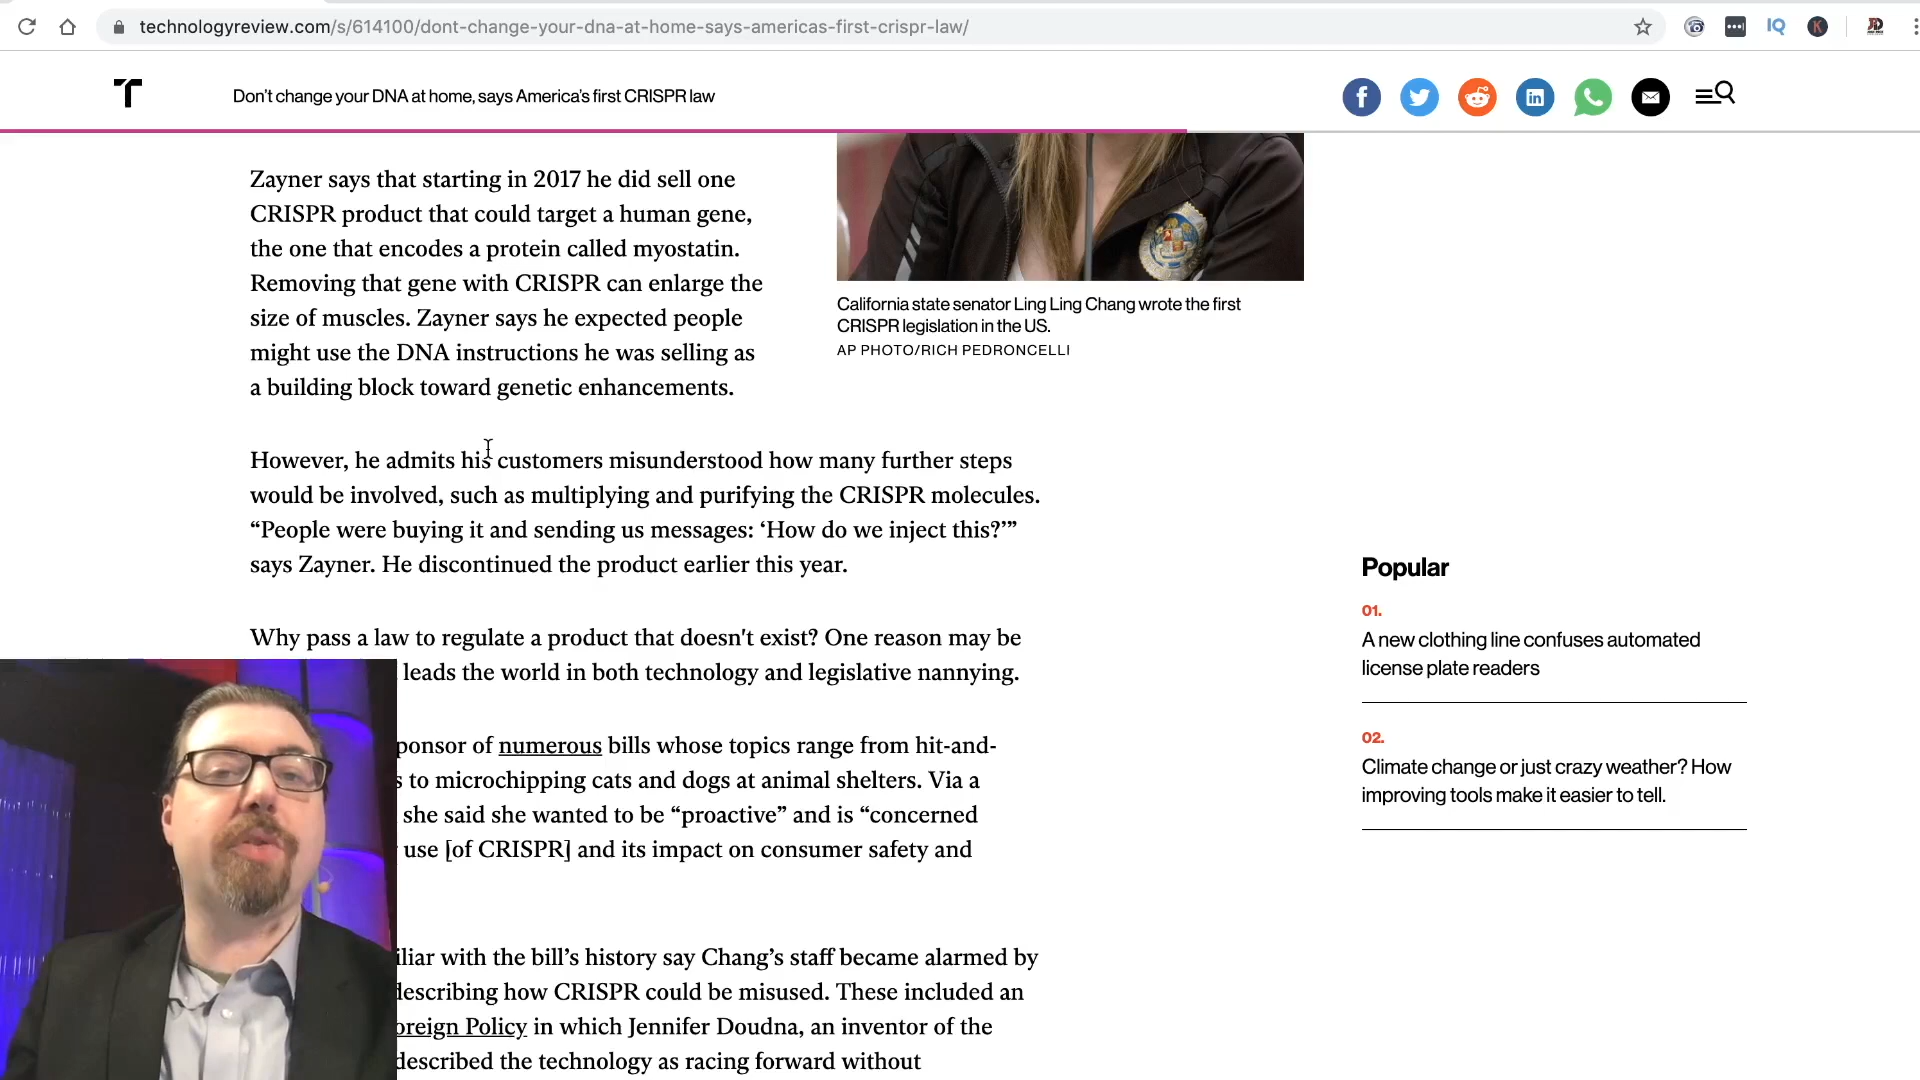 technologyreview.com/s/614100/dont-change-your-dna-at-home-says-americas-first-crispr-law/
IQ
K
Don't change your DNA at home, says America's first CRISPR law
Zayner says that starting in 2017 he did sell one
CRISPR product that could target a human gene,
the one that encodes a protein called myostatin.
Removing that gene with CRISPR can enlarge the
size of muscles. Zayner says he expected people
might use the DNA instructions he was selling as
a building block toward genetic enhancements.
California state senator Ling Ling Chang wrote the first
CRISPR legislation in the US.
AP PHOTO/RICH PEDRONCELLI
However, he admits his customers misunderstood how many further steps
would be involved, such as multiplying and purifying the CRISPR molecules.
“People were buying it and sending us messages: ‘How do we inject this?’”
says Zayner. He discontinued the product earlier this year.
Why pass a law to regulate a product that doesn't exist? One reason may be
leads the world in both technology and legislative nannying.
ponsor of numerous bills whose topics range from hit-and-
s to microchipping cats and dogs at animal shelters. Via a
she said she wanted to be “proactive” and is “concerned
use [of CRISPR] and its impact on consumer safety and
iliar with the bill’s history say Chang’s staff became alarmed by
describing how CRISPR could be misused. These included an
oreign Policy in which Jennifer Doudna, an inventor of the
described the technology as racing forward without
Popular
01.
A new clothing line confuses automated
license plate readers
02.
Climate change or just crazy weather? How
improving tools make it easier to tell.